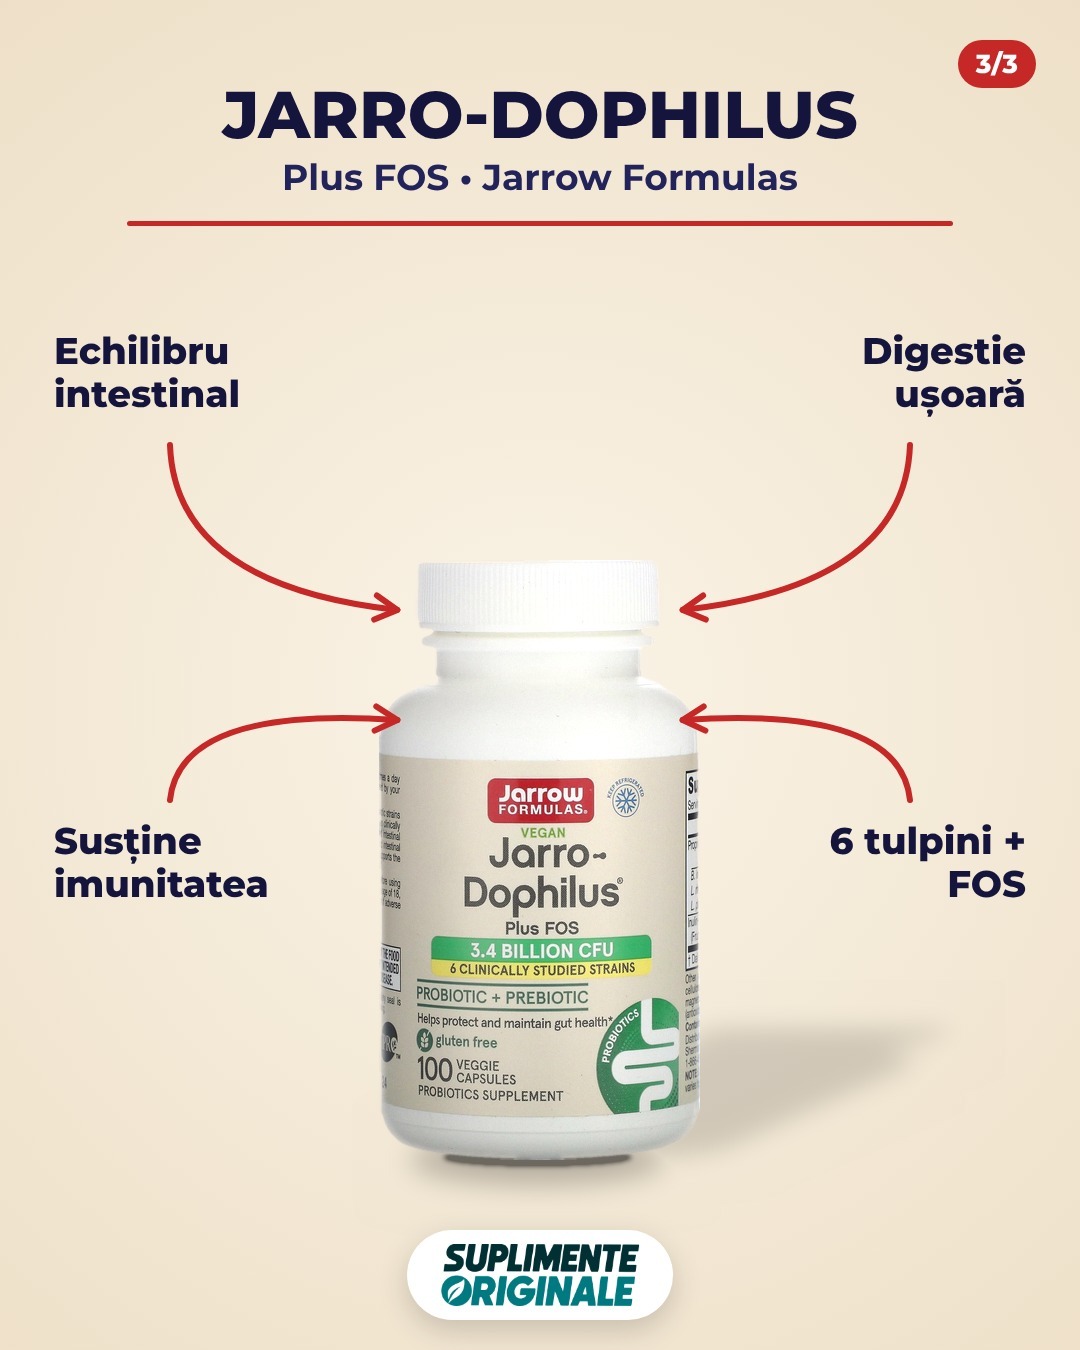 3/3
JARRO-DOPHILUS
Plus FOS • Jarrow Formulas
Echilibru
intestinal
Digestie
ușoară
Susține
imunitatea
6 tulpini +
FOS
Jarrow
FORMULAS®
KEEP REFRIGERATED
VEGAN
Jarro-
Dophilus®
Plus FOS
3.4 BILLION CFU
6 CLINICALLY STUDIED STRAINS
PROBIOTIC + PREBIOTIC
Helps protect and maintain gut health*
gluten free
100 VEGGIE
CAPSULES
PROBIOTICS SUPPLEMENT
PROBIOTICS
SUPLIMENTE
ORIGINALE